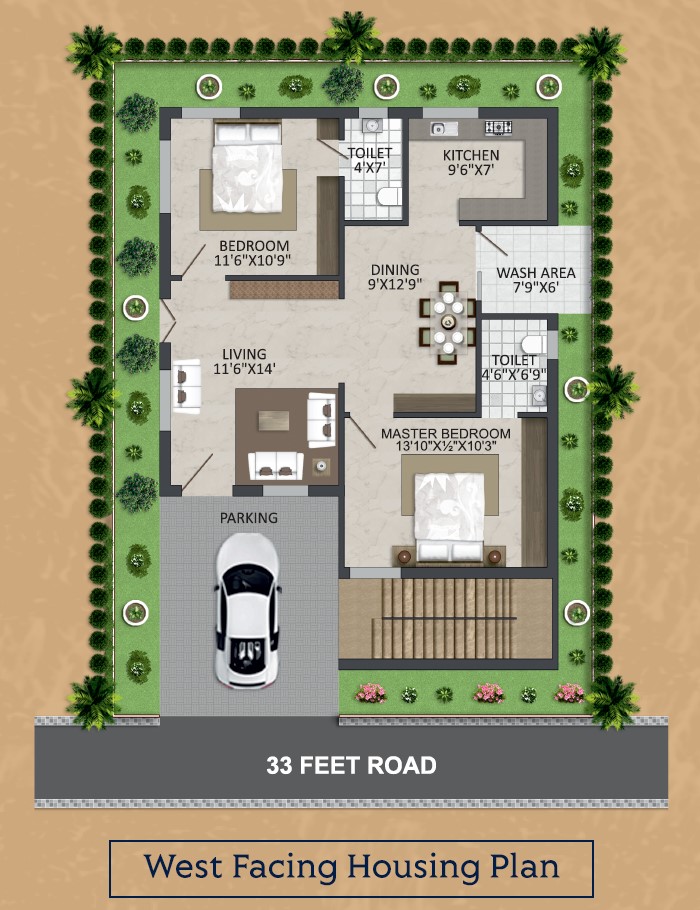 TOILET
4'X7'
KITCHEN
9'6"X7'
BEDROOM
11'6"X10'9"
DINING
9'X12'9"
WASH AREA
7'9"X6'
LIVING
11'6"X14'
TOILET
4'6"X'6'9"
MASTER BEDROOM
13'10"X½"X10'3"
PARKING
33 FEET ROAD
West Facing Housing Plan